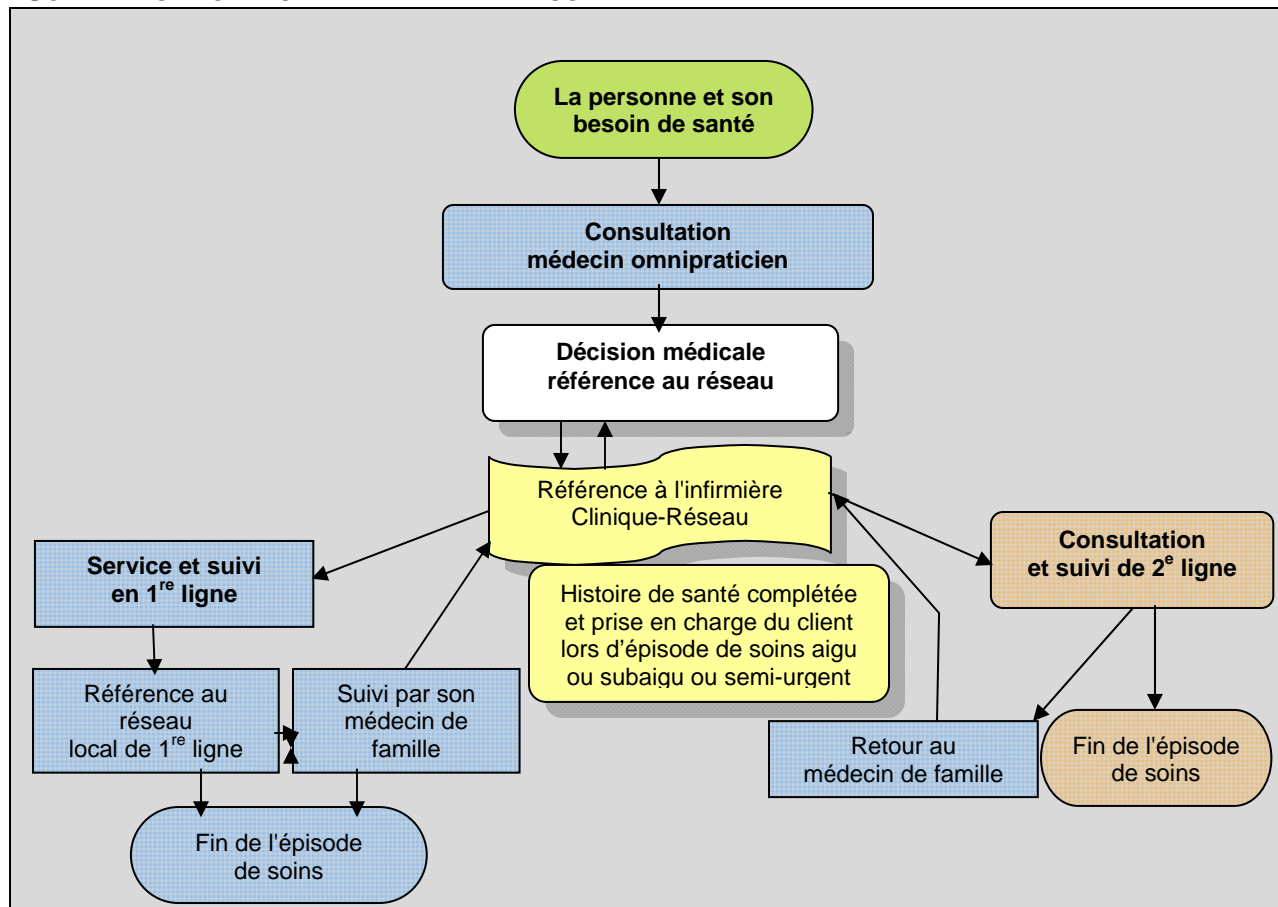 La personne et son
besoin de santé
Consultation
médecin omnipraticien
Décision médicale
référence au réseau
Référence à l'infirmière
Clinique-Réseau
Histoire de santé complétée
et prise en charge du client
lors d’épisode de soins aigu
ou subaigu ou semi-urgent
Service et suivi
en 1re ligne
Référence au
réseau
local de 1re ligne
Suivi par son
médecin de
famille
Fin de l'épisode
de soins
Consultation
et suivi de 2e ligne
Retour au
médecin de famille
Fin de l'épisode
de soins